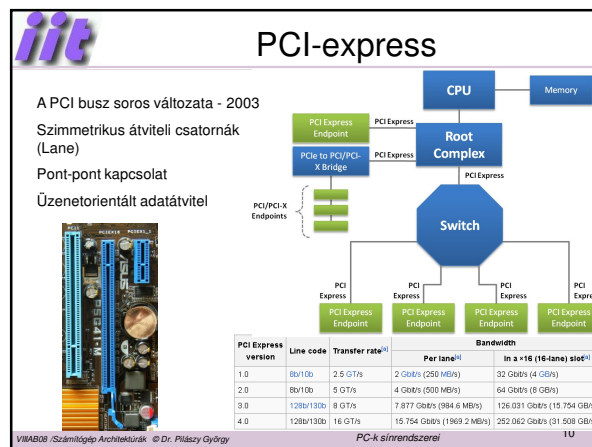 iit
PCI-express
A PCI busz soros változata - 2003
Szimmetrikus átviteli csatornák
(Lane)
Pont-pont kapcsolat
Üzenetorientált adatátvitel
CPU
Memory
PCI Express
Endpoint
PCI Express
Root
Complex
PCIe to PCI/PCI-
X Bridge
PCI Express
PCI Express
PCI/PCI-X
Endpoints
Switch
PCI
Express
PCI
Express
PCI
Express
PCI
Express
PCI Express
Endpoint
PCI Express
Endpoint
PCI Express
Endpoint
PCI Express
Endpoint
PCIEX16
PCIEX1_1
ASUS
P5G41-M
PCI Express version Line code Transfer rate[a] Bandwidth
Per lane[a] In a ×16 (16-lane) slot[a]
1.0 8b/10b 2.5 GT/s 2 Gbit/s (250 MB/s) 32 Gbit/s (4 GB/s)
2.0 8b/10b 5 GT/s 4 Gbit/s (500 MB/s) 64 Gbit/s (8 GB/s)
3.0 128b/130b 8 GT/s 7.877 Gbit/s (984.6 MB/s) 126.031 Gbit/s (15.754 GB/s)
4.0 128b/130b 16 GT/s 15.754 Gbit/s (1969.2 MB/s) 252.062 Gbit/s (31.508 GB/s)
VIIIAB08 /Számítógép Architektúrák © Dr. Pilászy György
PC-k sínrendszerei
10